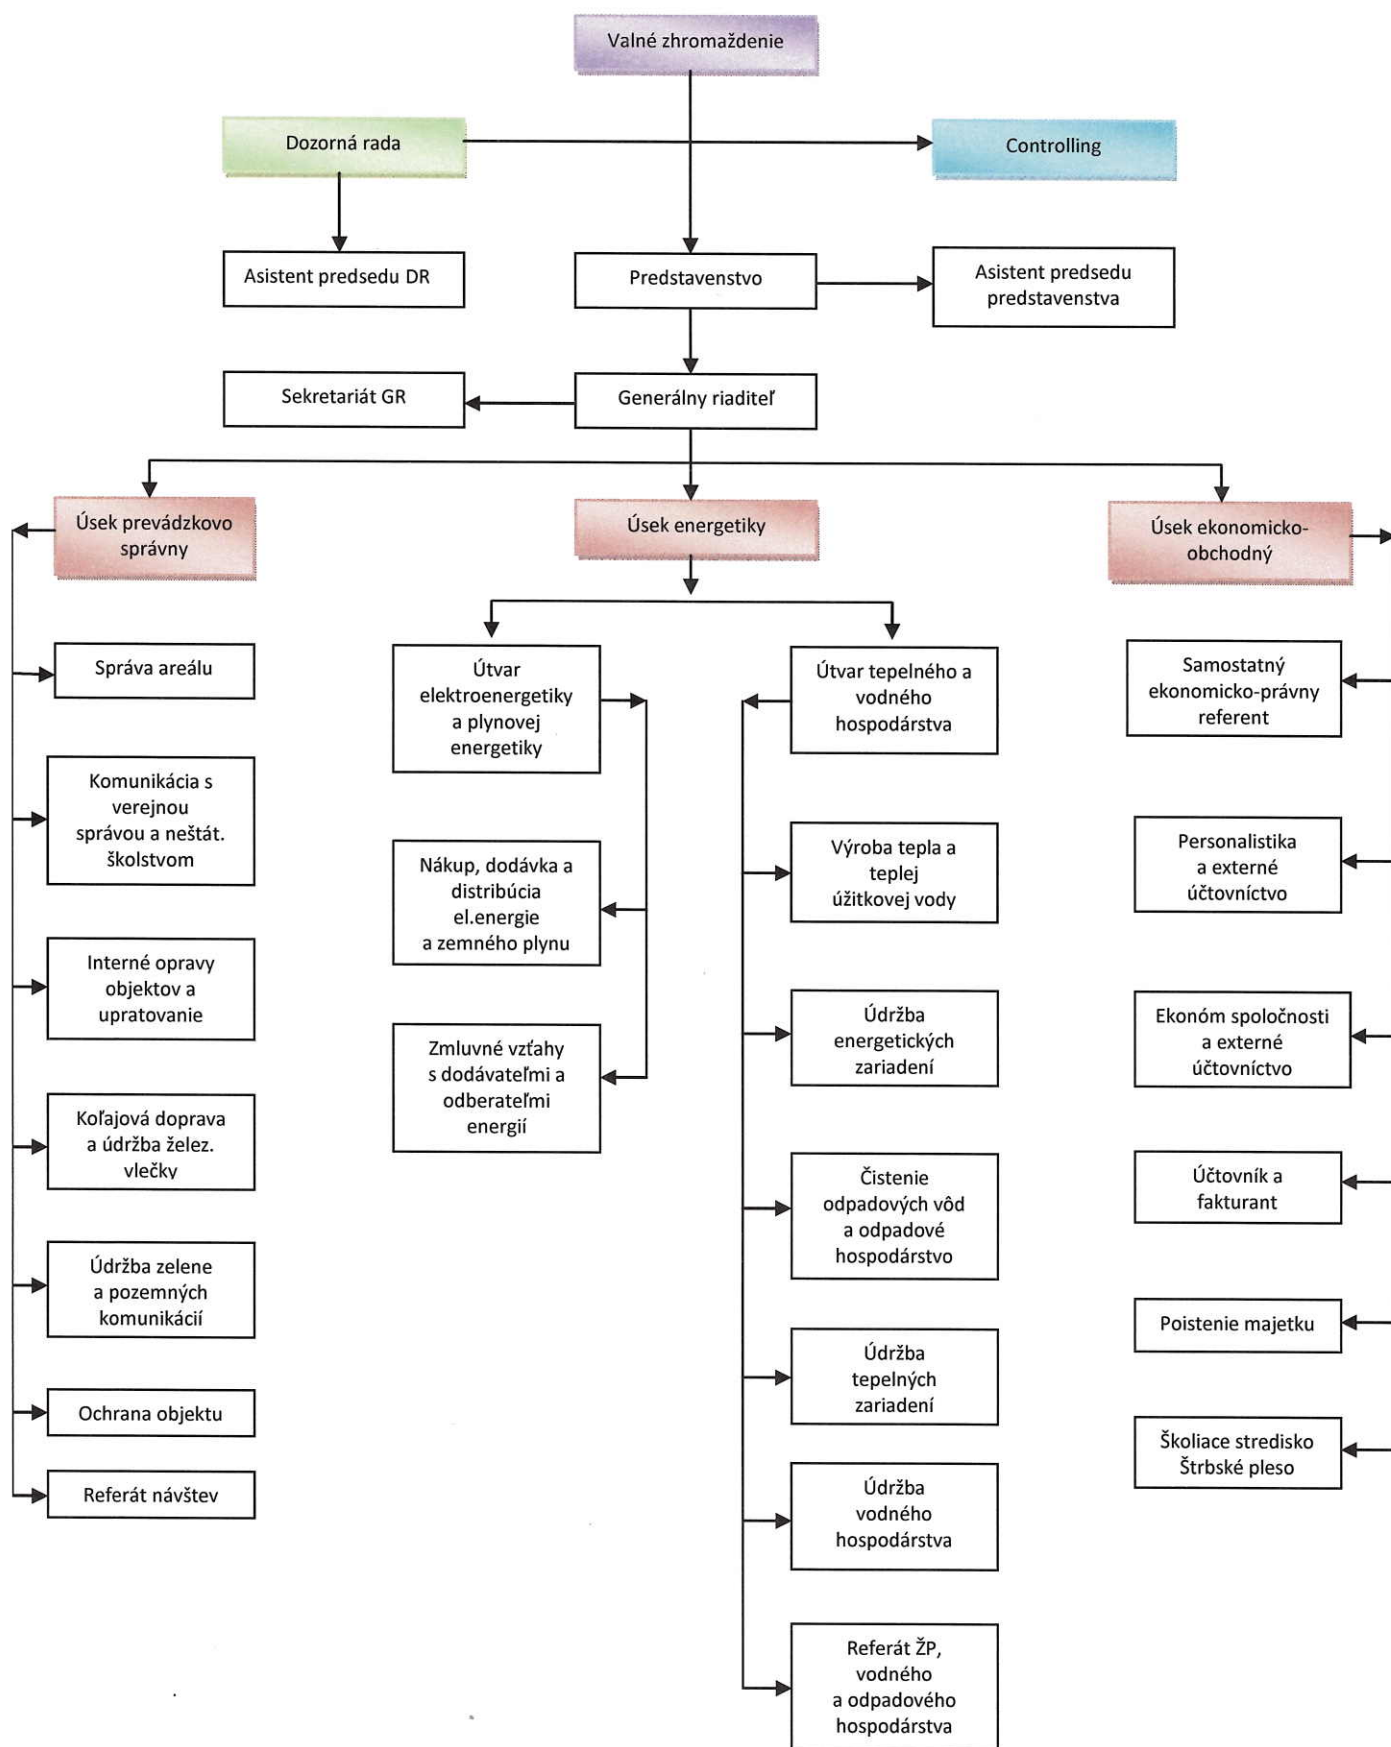 Valné zhromaždenie
Dozorná rada
Controlling
Asistent predsedu DR
Predstavenstvo
Asistent predsedu
predstavenstva
Sekretariát GR
Generálny riaditeľ
Úsek prevádzkovo
správny
Úsek energetiky
Úsek ekonomicko-
obchodný
Správa areálu
Komunikácia s
verejnou
správou a neštát.
školstvom
Interné opravy
objektov a
upratovanie
Koľajová doprava
a údržba želez.
vlečky
Údržba zelene
a pozemných
komunikácií
Ochrana objektu
Referát návštev
Útvar
elektroenergetiky
a plynovej
energetiky
Nákup, dodávka a
distribúcia
el.energie
a zemného plynu
Zmluvné vzťahy
s dodávateľmi a
odberateľmi
energií
Útvar tepelného a
vodného
hospodárstva
Výroba tepla a
teplej
úžitkovej vody
Údržba
energetických
zariadení
Čistenie
odpadových vôd
a odpadové
hospodárstvo
Údržba
tepelných
zariadení
Údržba
vodného
hospodárstva
Referát ŽP,
vodného
a odpadového
hospodárstva
Samostatný
ekonomicko-právny
referent
Personalistika
a externé
účtovníctvo
Ekonóm spoločnosti
a externé
účtovníctvo
Účtovník a
fakturant
Poistenie majetku
Školiace stredisko
Štrbské pleso